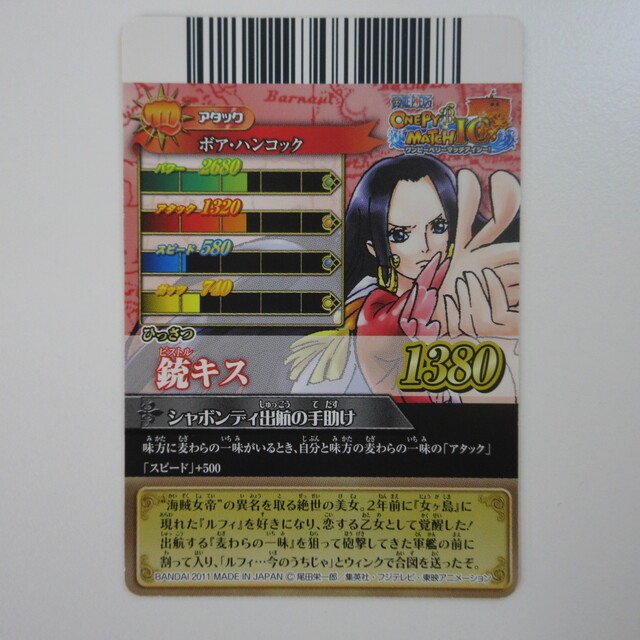 Barnaut
アタック
ボア・ハンコック
ONE PIECE
ONEPY
BERRY
MATCH IC
ワンピーベリーマッチアイシー
パワー 2680
アタック 1320
スピード 580
ガッツ 740
ひっさつ
ピストル
銃キス
1380
しゅっこう て だす
シャボンディ出航の手助け
み かた むぎ いち み じ ぶん み かた むぎ いち み
味方に麦わらの一味がいるとき、自分と味方の麦わらの一味の「アタック」
「スピード」+500
“海賊女帝”の異名を取る絶世の美女。2年前に『女ヶ島』に
現れた『ルフィ』を好きになり、恋する乙女として覚醒した!
出航する『麦わらの一味』を狙って砲撃してきた軍艦の前に
割って入り、「ルフィ…今のうちじゃ」とウィンクで合図を送ったぞ。
BANDAI 2011 MADE IN JAPAN © 尾田栄一郎/集英社・フジテレビ・東映アニメーション